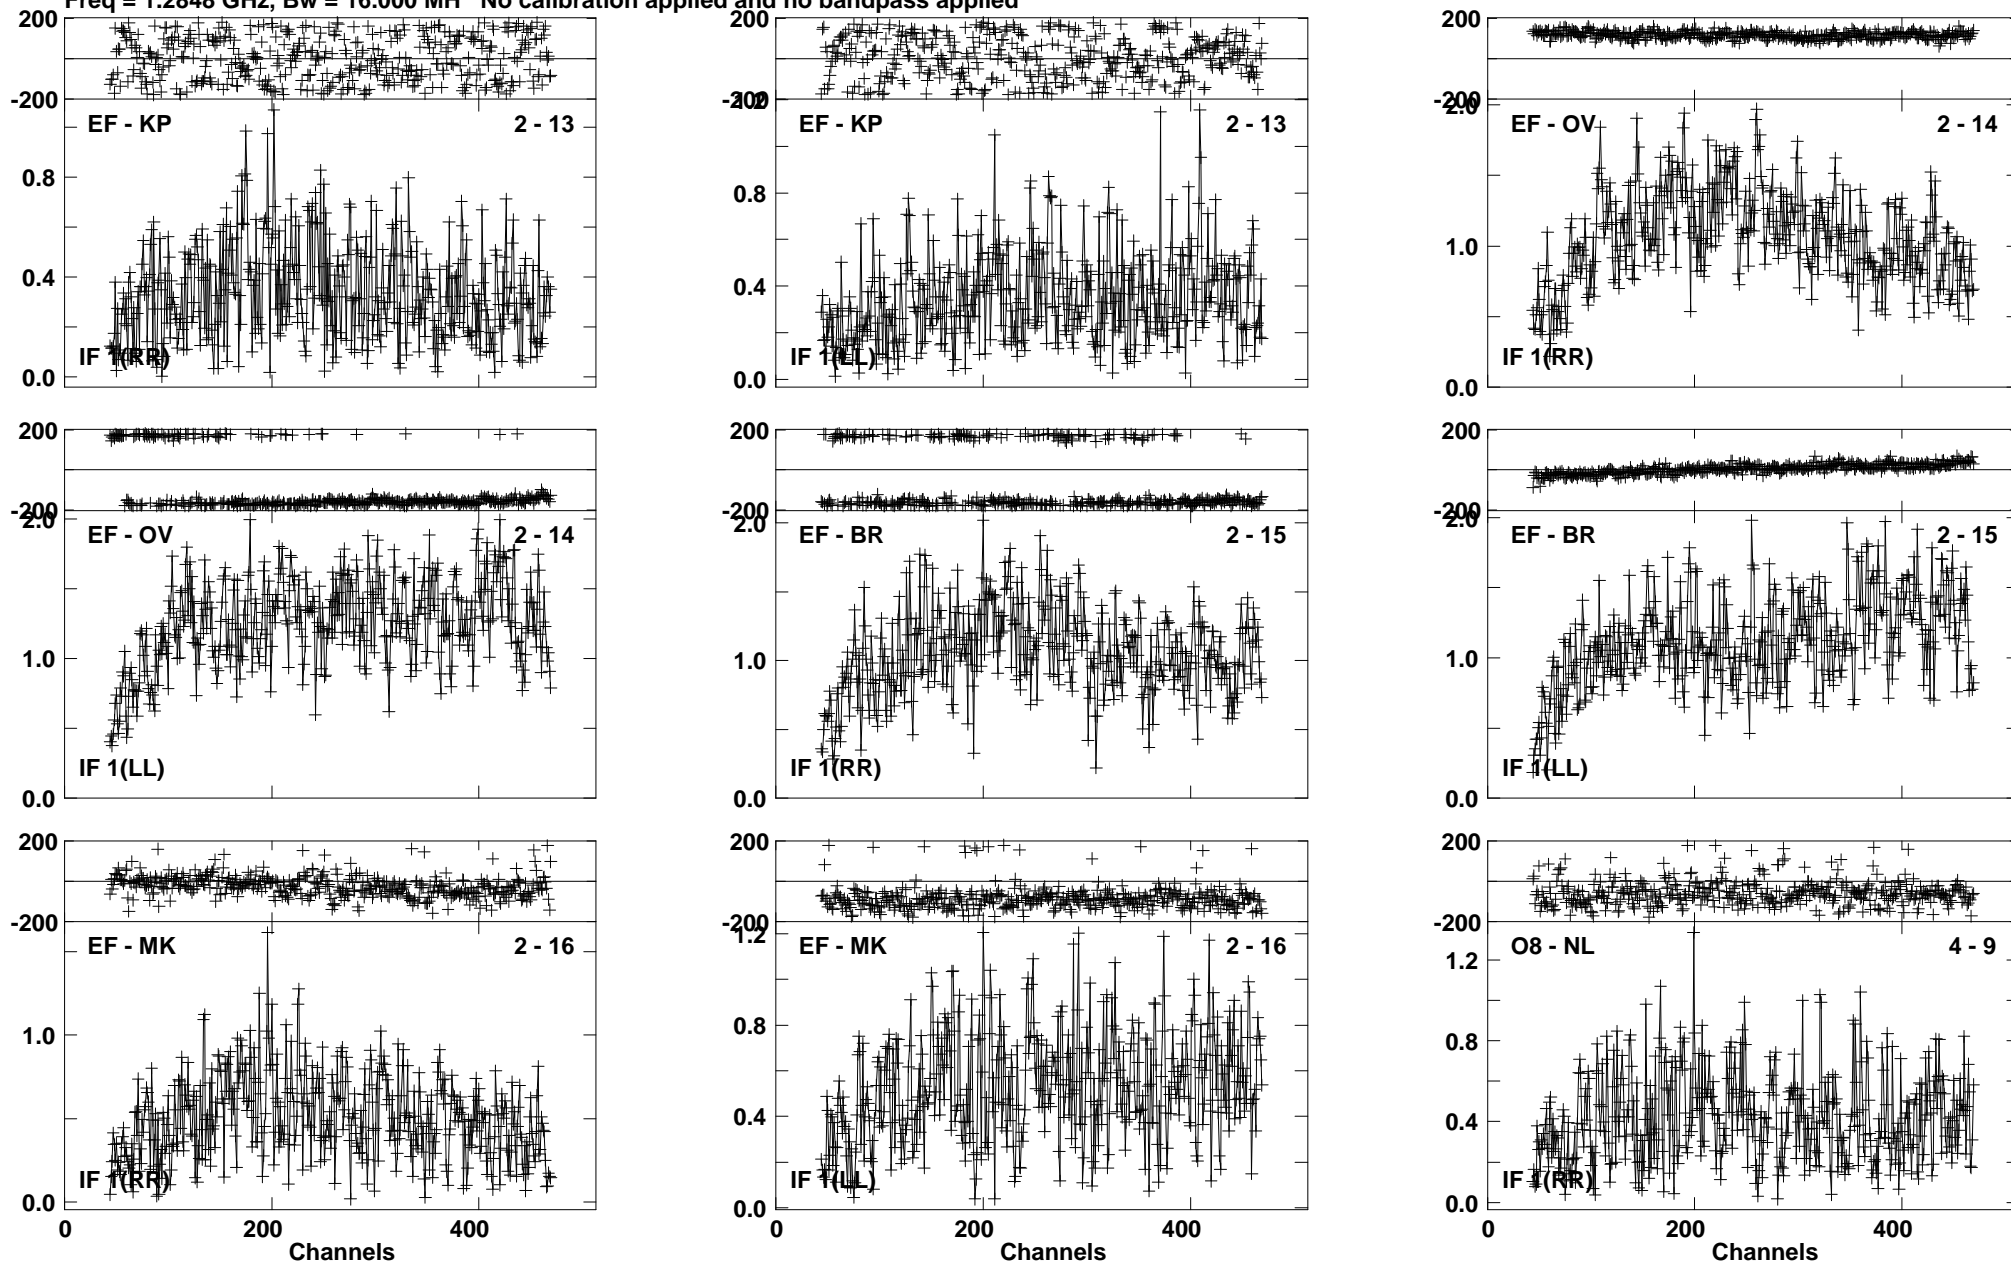 Freq = 1.2848 GHz, Bw = 16.000 MH No calibration applied and no bandpass applied
200
-200
EF - KP 2 - 13
0.8
0.4
0.0
IF 1(RR)
-200
1.2
EF - KP 2 - 13
0.8
0.4
0.0
IF 1(LL)
200
-200
2.0
EF - OV 2 - 14
1.0
0.0
IF 1(RR)
200
-200
2.0
EF - OV 2 - 14
1.0
0.0
IF 1(LL)
200
-200
2.0
EF - BR 2 - 15
1.0
0.0
IF 1(RR)
200
-200
2.0
EF - BR 2 - 15
1.0
0.0
IF 1(LL)
200
-200
EF - MK 2 - 16
1.0
0.0
IF 1(RR)
0 200 400
Channels
200
-200
1.2
EF - MK 2 - 16
0.8
0.4
0.0
IF 1(LL)
0 200 400
Channels
200
-200
O8 - NL 4 - 9
1.2
0.8
0.4
0.0
IF 1(RR)
0 200 400
Channels